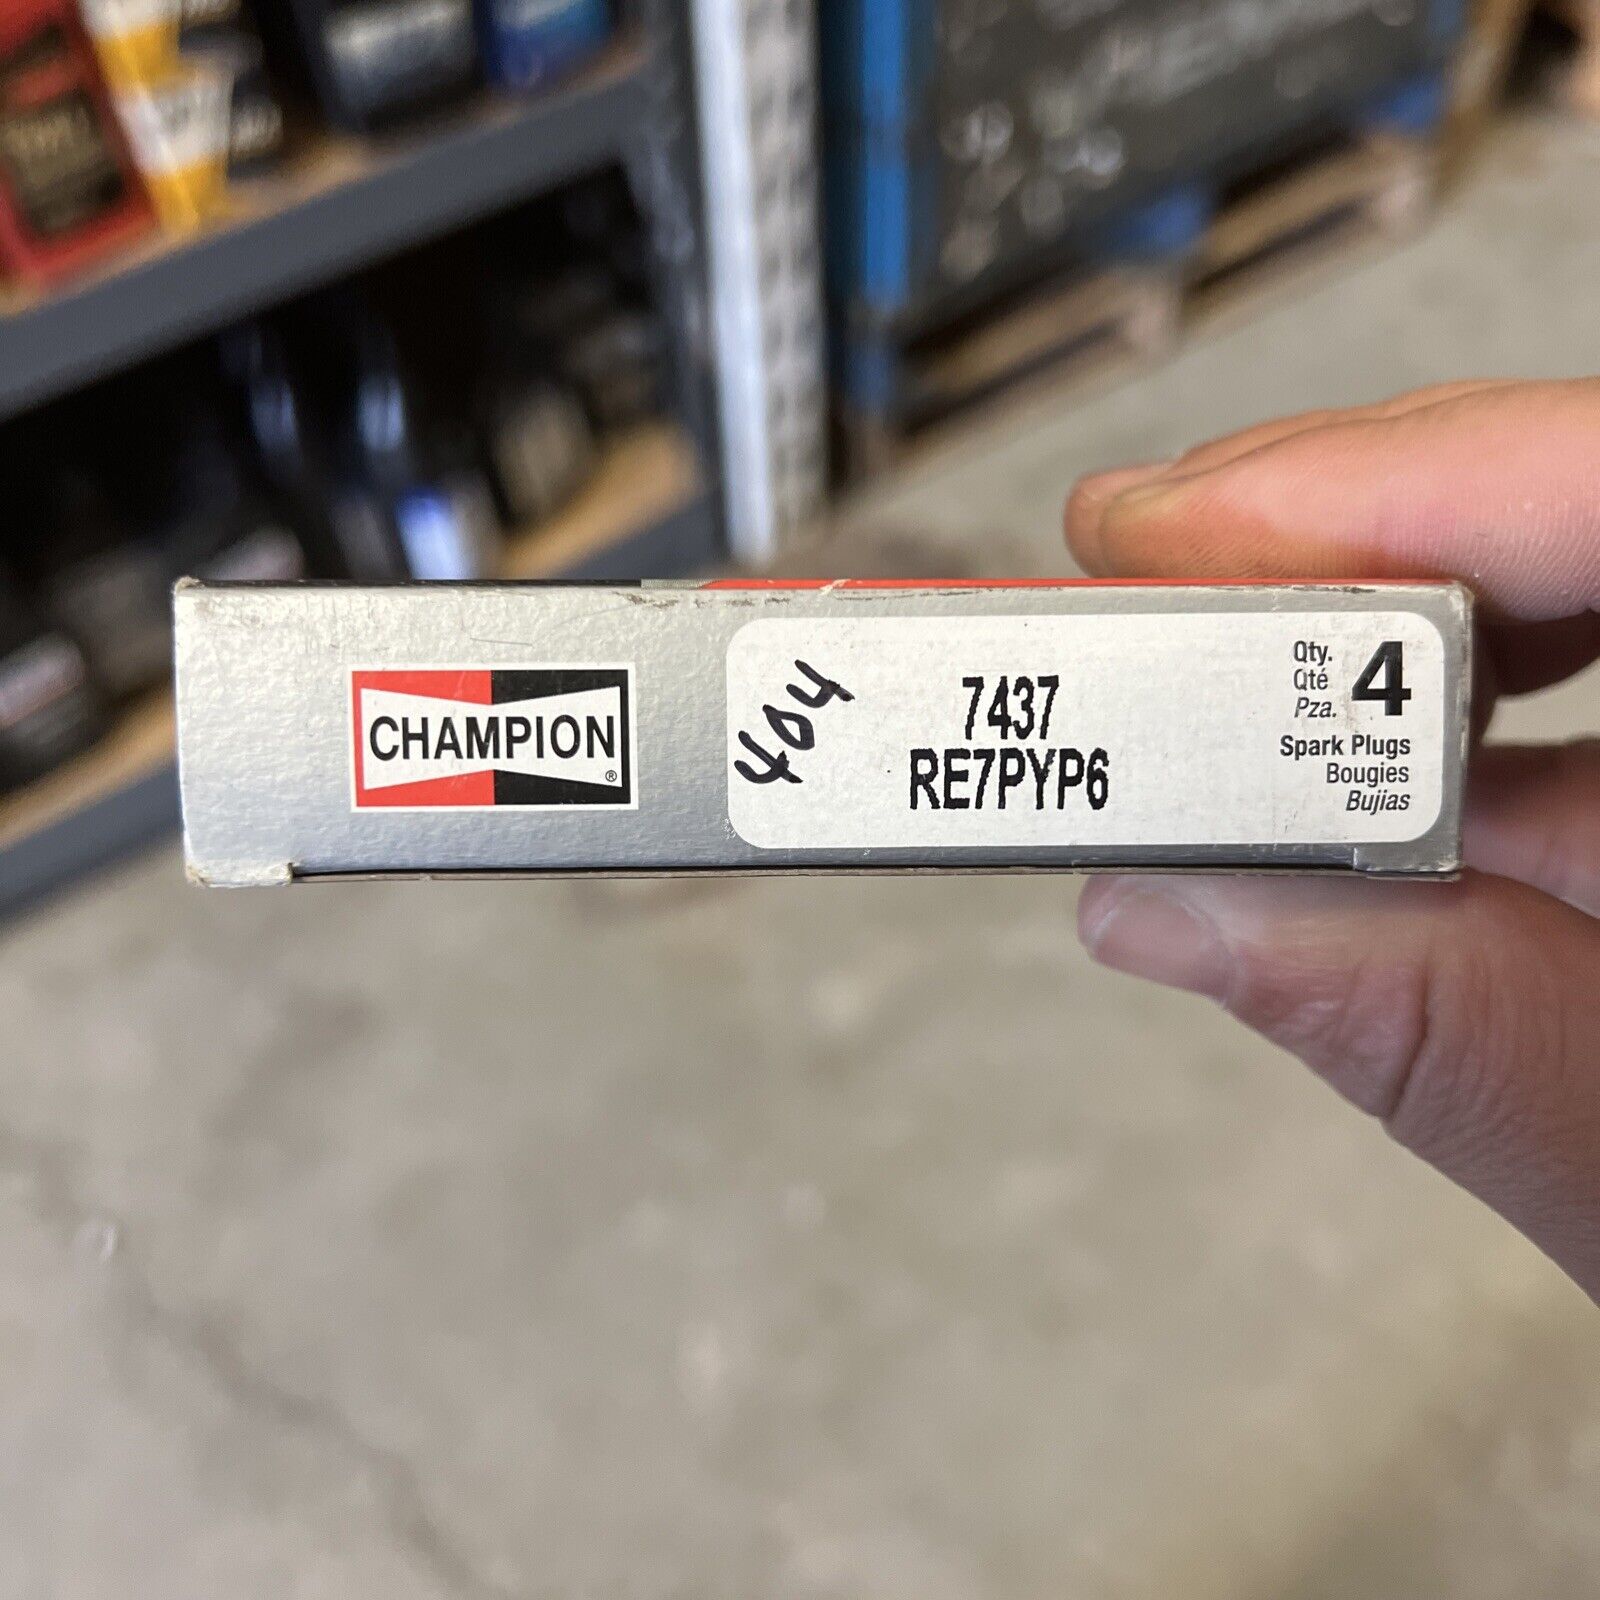 CHAMPION
®
404
7437
RE7PYP6
Qty.
Qté
Pza.
4
Spark Plugs
Bougies
Bujias